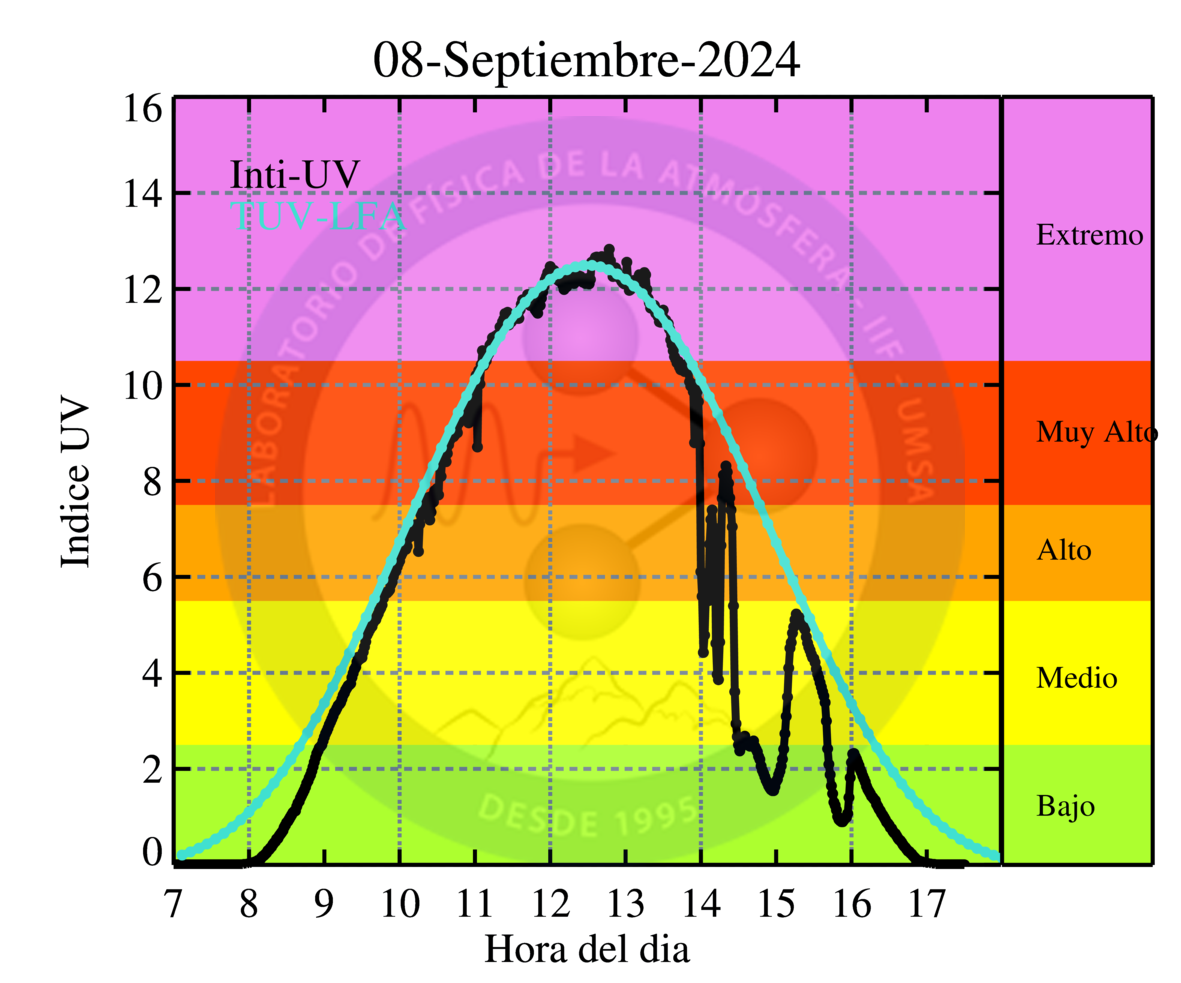 08-Septiembre-2024
Inti-UV
TUV-LFA
LABORATORIO DE FÍSICA DE LA ATMÓSFERA - IIF - UMSA
DESDE 1995
Indice UV
16
14
12
10
8
6
4
2
0
Extremo
Muy Alto
Alto
Medio
Bajo
7 8 9 10 11 12 13 14 15 16 17
Hora del dia